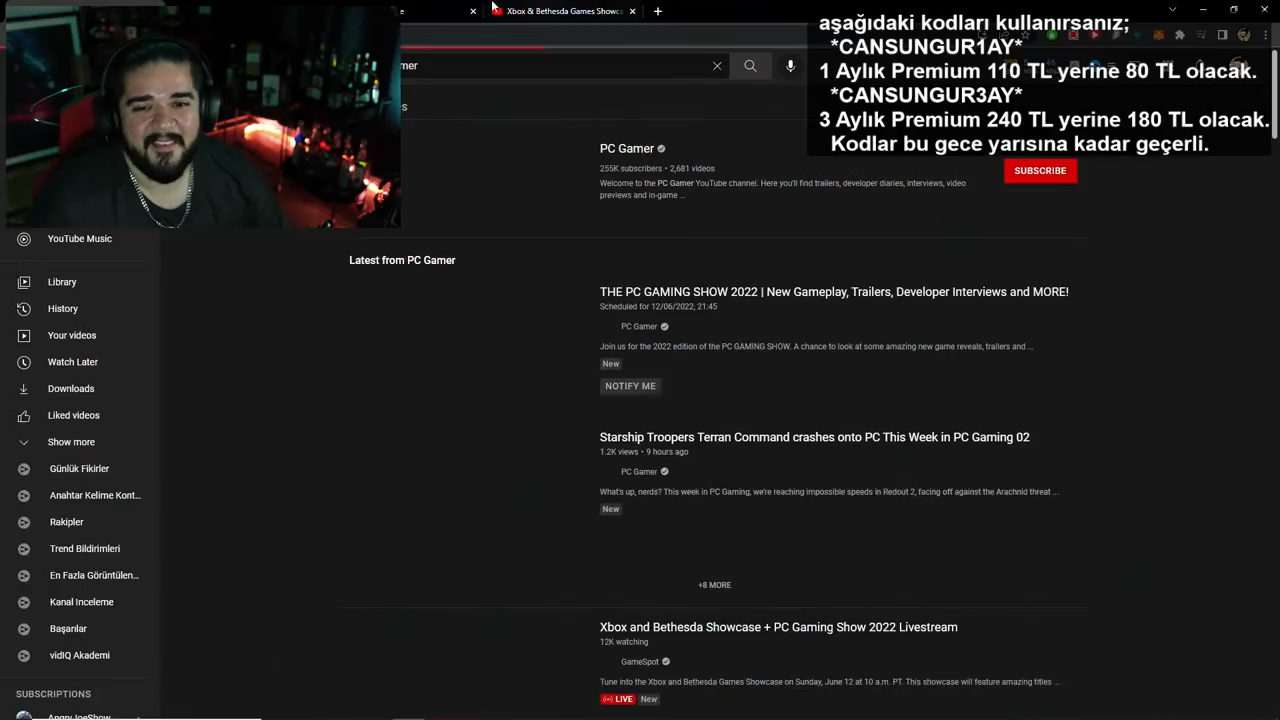 Xbox & Bethesda Games Showc
aşağıdaki kodları kullanırsanız;
*CANSUNGUR1AY*
1 Aylık Premium 110 TL yerine 80 TL olacak.
*CANSUNGUR3AY*
3 Aylık Premium 240 TL yerine 180 TL olacak.
Kodlar bu gece yarısına kadar geçerli.
mer
PC Gamer
255K subscribers • 2,681 videos
Welcome to the PC Gamer YouTube channel. Here you'll find trailers, developer diaries, interviews, video
previews and in-game ...
SUBSCRIBE
YouTube Music
Library
History
Your videos
Watch Later
Downloads
Liked videos
Show more
Günlük Fikirler
Anahtar Kelime Kont...
Rakipler
Trend Bildirimleri
En Fazla Görüntülen...
Kanal Inceleme
Başarılar
vidIQ Akademi
SUBSCRIPTIONS
AngryJoeShow
Latest from PC Gamer
THE PC GAMING SHOW 2022 | New Gameplay, Trailers, Developer Interviews and MORE!
Scheduled for 12/06/2022, 21:45
PC Gamer
Join us for the 2022 edition of the PC GAMING SHOW. A chance to look at some amazing new game reveals, trailers and ...
New
NOTIFY ME
Starship Troopers Terran Command crashes onto PC This Week in PC Gaming 02
1.2K views • 9 hours ago
PC Gamer
What's up, nerds? This week in PC Gaming, we're reaching impossible speeds in Redout 2, facing off against the Arachnid threat ...
New
+8 MORE
Xbox and Bethesda Showcase + PC Gaming Show 2022 Livestream
12K watching
GameSpot
Tune into the Xbox and Bethesda Games Showcase on Sunday, June 12 at 10 a.m. PT. This showcase will feature amazing titles ...
LIVE New